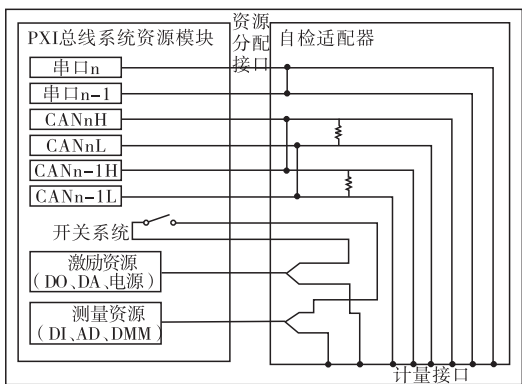 PXI总线系统资源模块
资源
分配
接口
自检适配器
串口n
串口n-1
CANnH
CANnL
CANn-1H
CANn-1L
开关系统
激励资源
(DO、DA、电源)
测量资源
(DI、AD、DMM)
计量接口